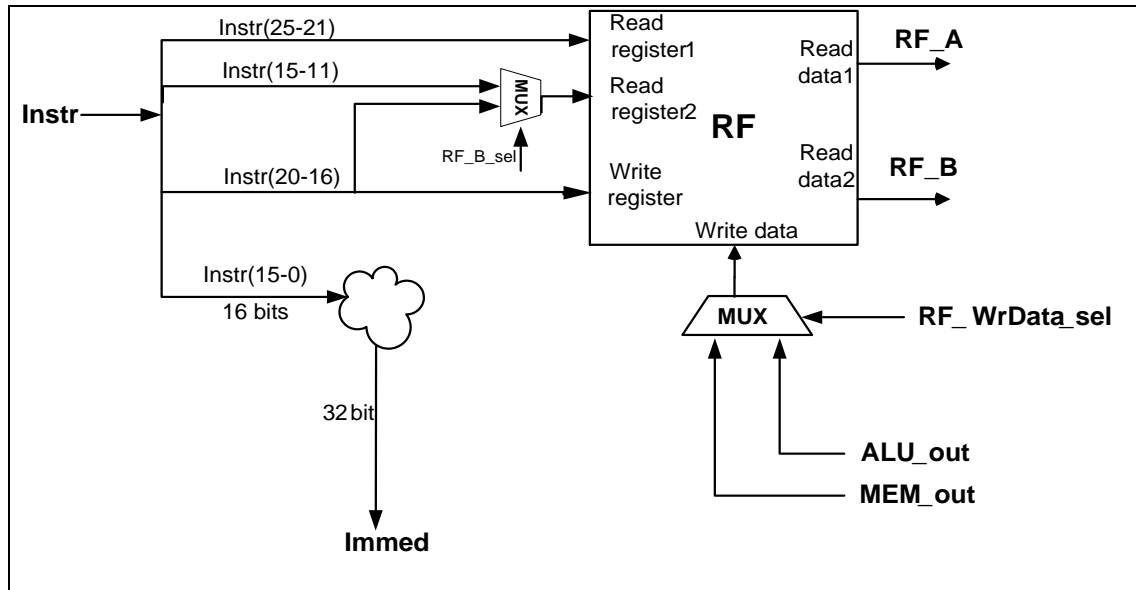 Instr(25-21)
Read
register1
Read
data1
RF_A
Instr(15-11)
MUX
Read
register2
Instr
RF
RF_B_sel
Instr(20-16)
Write
register
Read
data2
RF_B
Write data
Instr(15-0)
16 bits
MUX
RF_ WrData_sel
32 bit
ALU_out
MEM_out
Immed